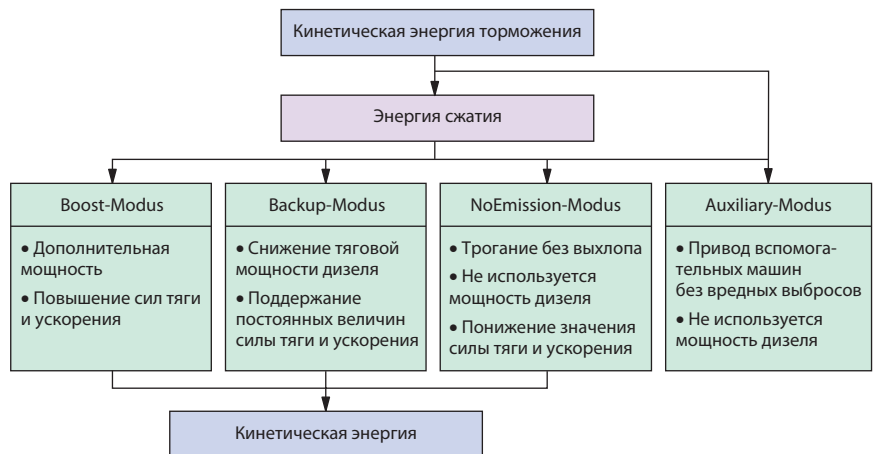 Кинетическая энергия торможения
Энергия сжатия
Boost-Modus
• Дополнительная
мощность
• Повышение сил тяги
и ускорения
Backup-Modus
• Снижение тяговой
мощности дизеля
• Поддержание
постоянных величин
силы тяги и ускорения
NoEmission-Modus
• Трогание без выхлопа
• Не используется
мощность дизеля
• Понижение значения
силы тяги и ускорения
Auxiliary-Modus
• Привод вспомога-
тельных машин
без вредных выбросов
• Не используется
мощность дизеля
Кинетическая энергия